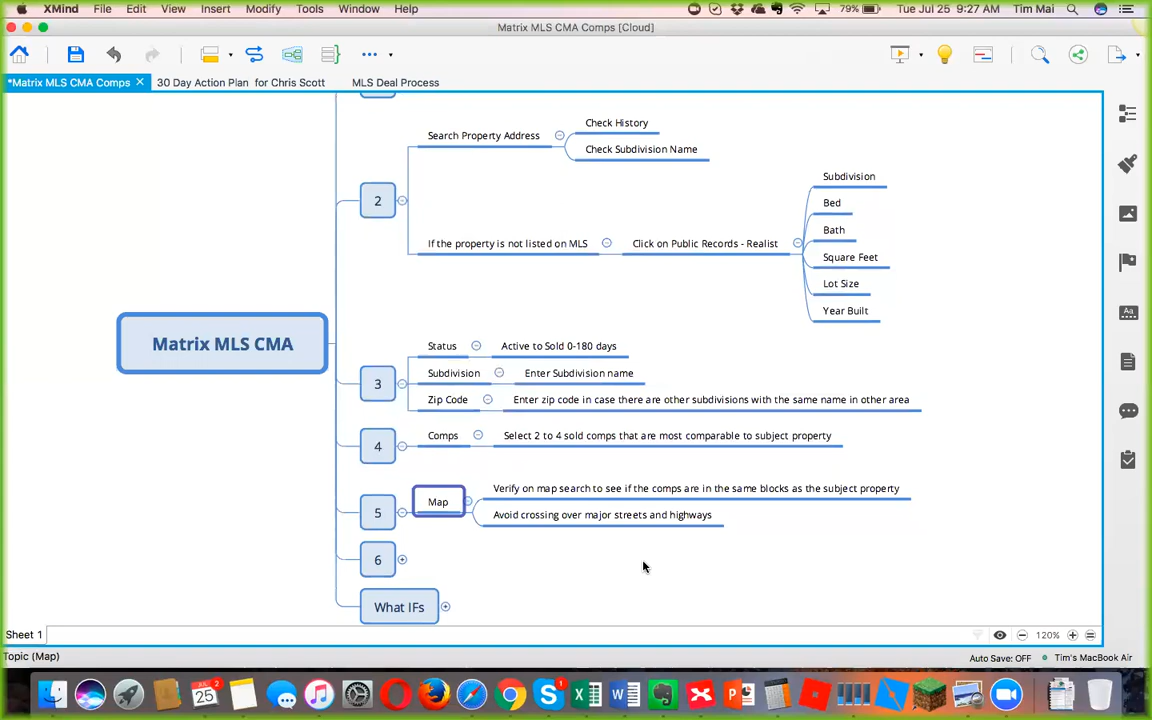 XMind File Edit View Insert Modify Tools Window Help 79% Tue Jul 25 9:27 AM Tim Mai
Matrix MLS CMA Comps [Cloud]
*Matrix MLS CMA Comps
30 Day Action Plan for Chris Scott
MLS Deal Process
Check History
Search Property Address
Check Subdivision Name
Subdivision
2
Bed
Bath
If the property is not listed on MLS
Click on Public Records - Realist
Square Feet
Lot Size
Year Built
Matrix MLS CMA
Status
Active to Sold 0-180 days
Subdivision
Enter Subdivision name
3
Zip Code
Enter zip code in case there are other subdivisions with the same name in other area
Comps
Select 2 to 4 sold comps that are most comparable to subject property
4
Verify on map search to see if the comps are in the same blocks as the subject property
Map
5
Avoid crossing over major streets and highways
6
What IFs
Sheet 1
120%
Topic (Map)
Auto Save: OFF
Tim's MacBook Air
25
2
1